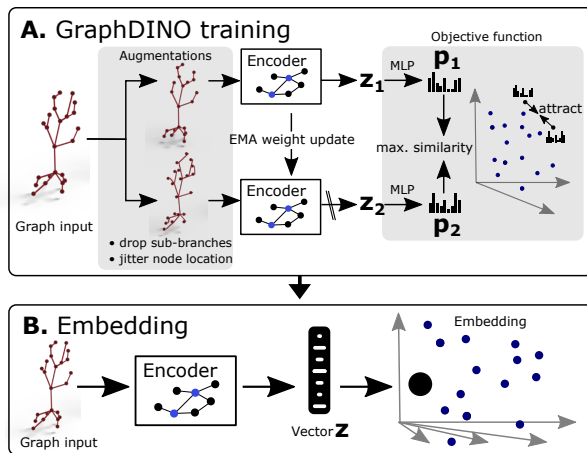 A. GraphDINO training
Augmentations
Objective function
Encoder
z1
MLP
p1
attract
EMA weight update
max. similarity
Encoder
z2
MLP
p2
Graph input
• drop sub-branches
• jitter node location
B. Embedding
Embedding
Encoder
Graph input
Vector z